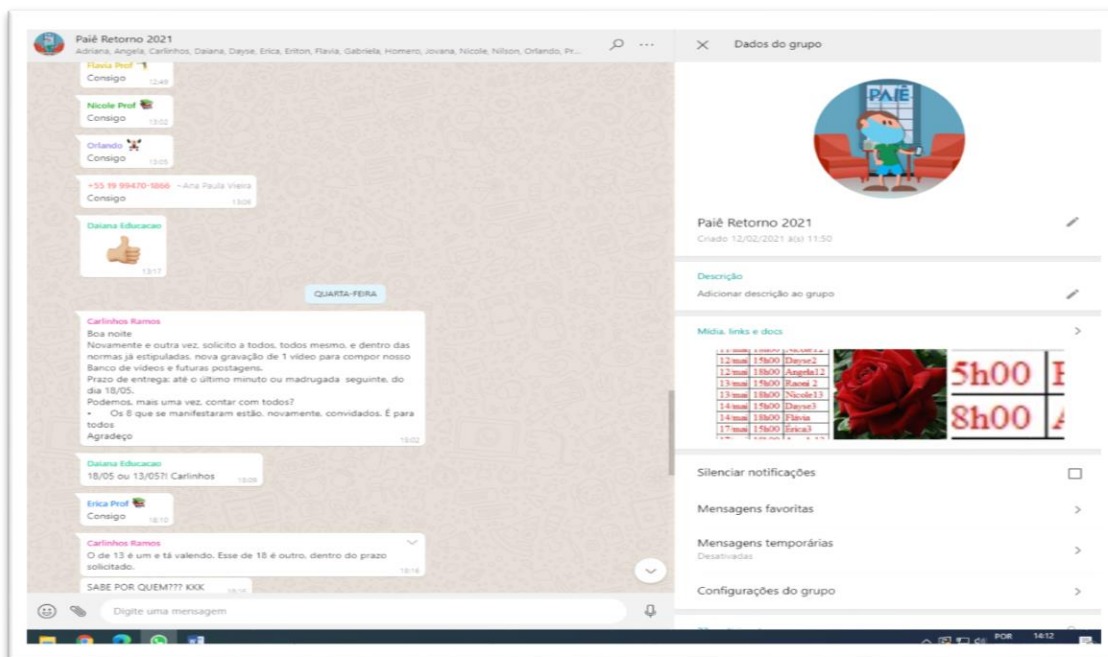 Paiê Retorno 2021
Adriana, Angela, Carlinhos, Daiana, Dayse, Erica, Eriton, Flavia, Gabriela, Homero, Jovana, Nicole, Nilson, Orlando, Pr...
Flavia Prof
Consigo 12:49
Nicole Prof
Consigo 13:02
Orlando
Consigo 13:05
+55 19 99470-1866 ~Ana Paula Vieira
Consigo 13:06
Daiana Educacao
13:17
QUARTA-FEIRA
Carlinhos Ramos
Boa noite
Novamente e outra vez, solicito a todos, todos mesmo, e dentro das
normas já estipuladas, nova gravação de 1 vídeo para compor nosso
Banco de vídeos e futuras postagens.
Prazo de entrega: até o último minuto ou madrugada seguinte, do
dia 18/05.
Podemos, mais uma vez, contar com todos?
• Os 8 que se manifestaram estão, novamente, convidados. É para
todos
Agradeço 18:02
Daiana Educacao
18/05 ou 13/05?! Carlinhos 18:09
Erica Prof
Consigo 18:10
Carlinhos Ramos
O de 13 é um e tá valendo. Esse de 18 é outro, dentro do prazo
solicitado. 18:16
SABE POR QUEM??? KKK
Digite uma mensagem
Dados do grupo
PAIÊ
Paiê Retorno 2021
Criado 12/02/2021 à(s) 11:50
Descrição
Adicionar descrição ao grupo
Mídia, links e docs
12/mai 15h00 Dayse2
12/mai 18h00 Angela12
13/mai 15h00 Raoni 2
13/mai 18h00 Nicole13
14/mai 15h00 Dayse3
14/mai 18h00 Flávia
17/mai 15h00 Érica3
5h00
8h00
Silenciar notificações
Mensagens favoritas
Mensagens temporárias
Desativadas
Configurações do grupo
POR 14:12